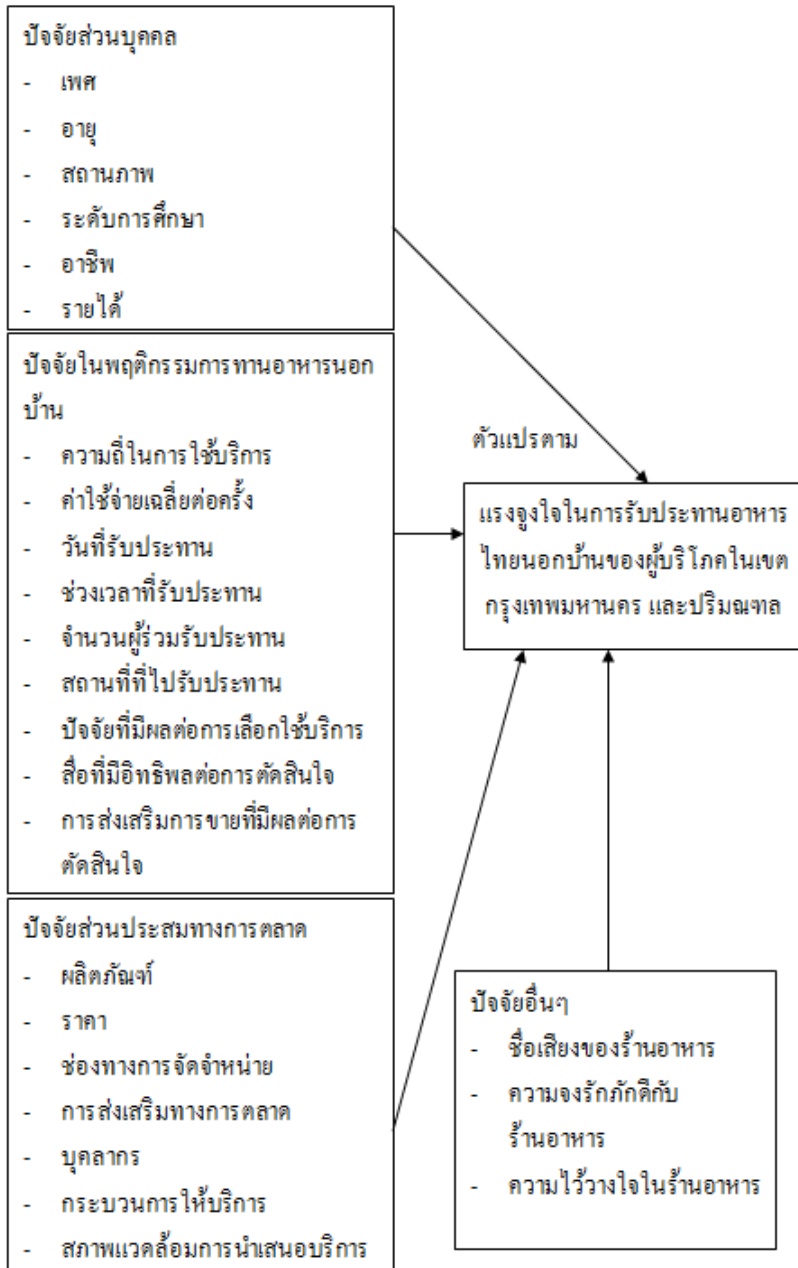 ปัจจัยส่วนบุคคล
- เพศ
- อายุ
- สถานภาพ
- ระดับการศึกษา
- อาชีพ
- รายได้
ปัจจัยในพฤติกรรมการทานอาหารนอก
บ้าน
- ความถี่ในการใช้บริการ
- ค่าใช้จ่ายเฉลี่ยต่อครั้ง
- วันที่รับประทาน
- ช่วงเวลาที่รับประทาน
- จำนวนผู้ร่วมรับประทาน
- สถานที่ที่ไปรับประทาน
- ปัจจัยที่มีผลต่อการเลือกใช้บริการ
- สื่อที่มีอิทธิพลต่อการตัดสินใจ
- การส่งเสริมการขายที่มีผลต่อการ
ตัดสินใจ
ปัจจัยส่วนประสมทางการตลาด
- ผลิตภัณฑ์
- ราคา
- ช่องทางการจัดจำหน่าย
- การส่งเสริมทางการตลาด
- บุคลากร
- กระบวนการให้บริการ
- สภาพแวดล้อมการนำเสนอบริการ
ตัวแปรตาม
แรงจูงใจในการรับประทานอาหาร
ไทยนอกบ้านของผู้บริโภคในเขต
กรุงเทพมหานคร และปริมณฑล
ปัจจัยอื่นๆ
- ชื่อเสียงของร้านอาหาร
- ความจงรักภักดีกับ
ร้านอาหาร
- ความไว้วางใจในร้านอาหาร